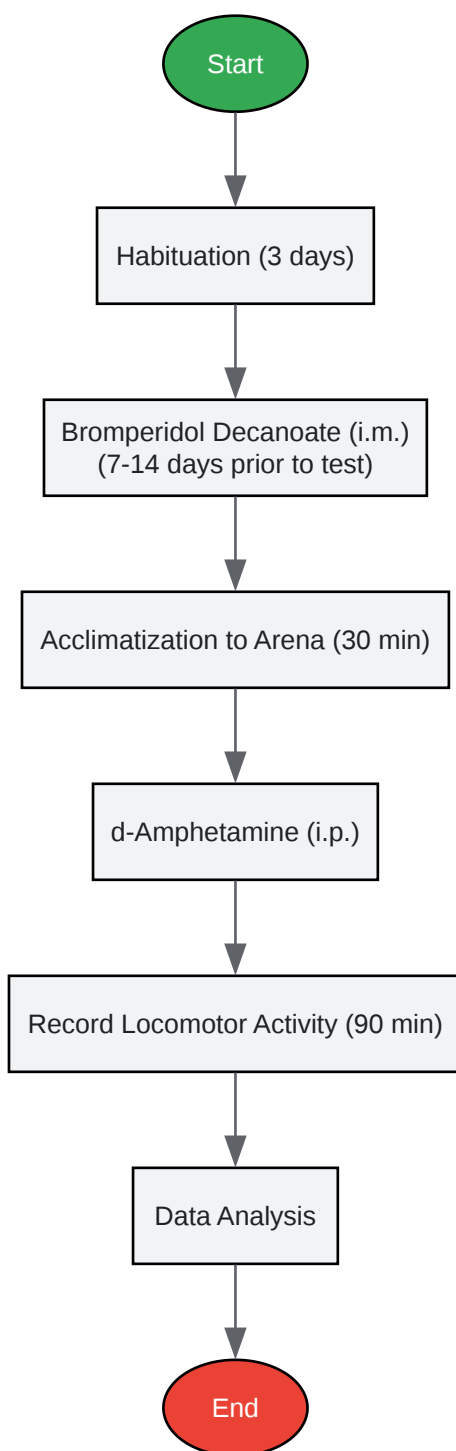 Start
Habituation (3 days)
Bromperidol Decanoate (i.m.)
(7-14 days prior to test)
Acclimatization to Arena (30 min)
d-Amphetamine (i.p.)
Record Locomotor Activity (90 min)
Data Analysis
End